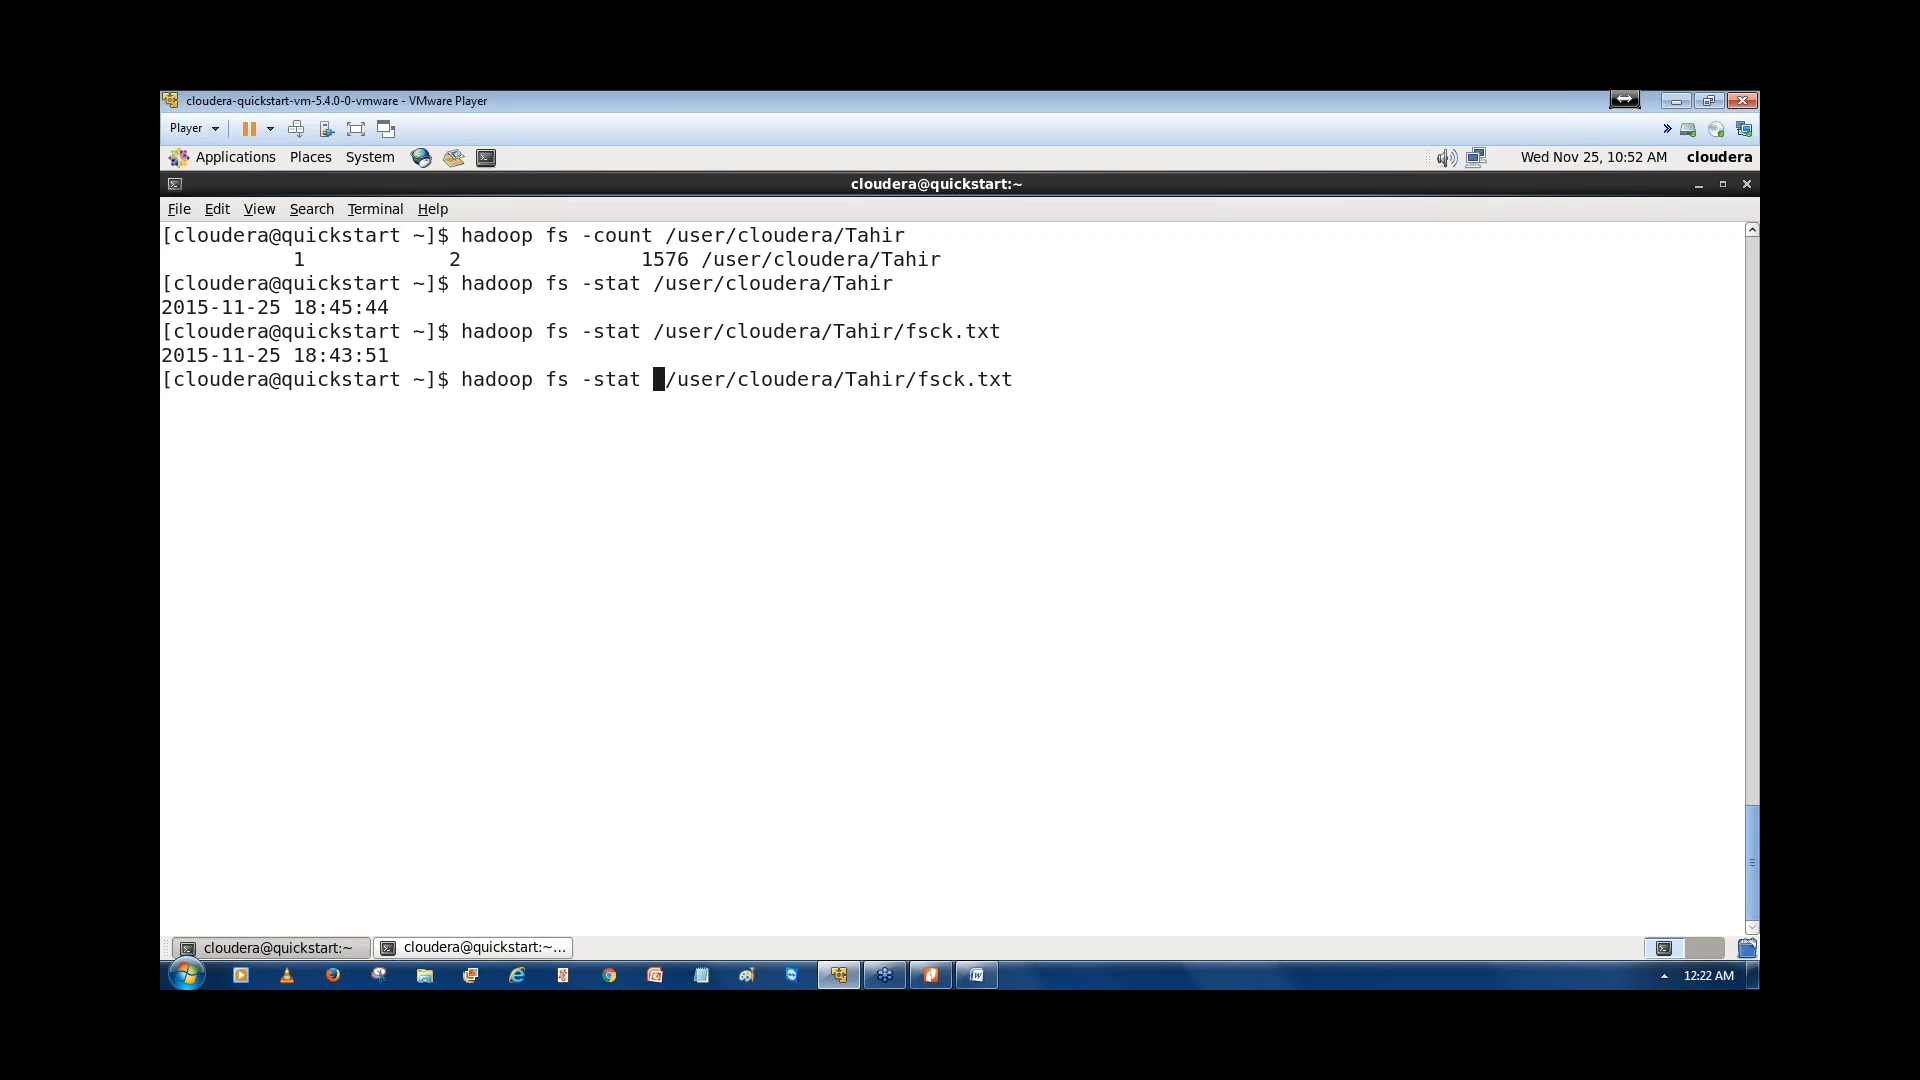 cloudera-quickstart-vm-5.4.0-0-vmware - VMware Player
Player
Applications Places System Wed Nov 25, 10:52 AM cloudera
cloudera@quickstart:~
File Edit View Search Terminal Help
[cloudera@quickstart ~]$ hadoop fs -count /user/cloudera/Tahir
1 2 1576 /user/cloudera/Tahir
[cloudera@quickstart ~]$ hadoop fs -stat /user/cloudera/Tahir
2015-11-25 18:45:44
[cloudera@quickstart ~]$ hadoop fs -stat /user/cloudera/Tahir/fsck.txt
2015-11-25 18:43:51
[cloudera@quickstart ~]$ hadoop fs -stat /user/cloudera/Tahir/fsck.txt
cloudera@quickstart:~ cloudera@quickstart:~...
12:22 AM